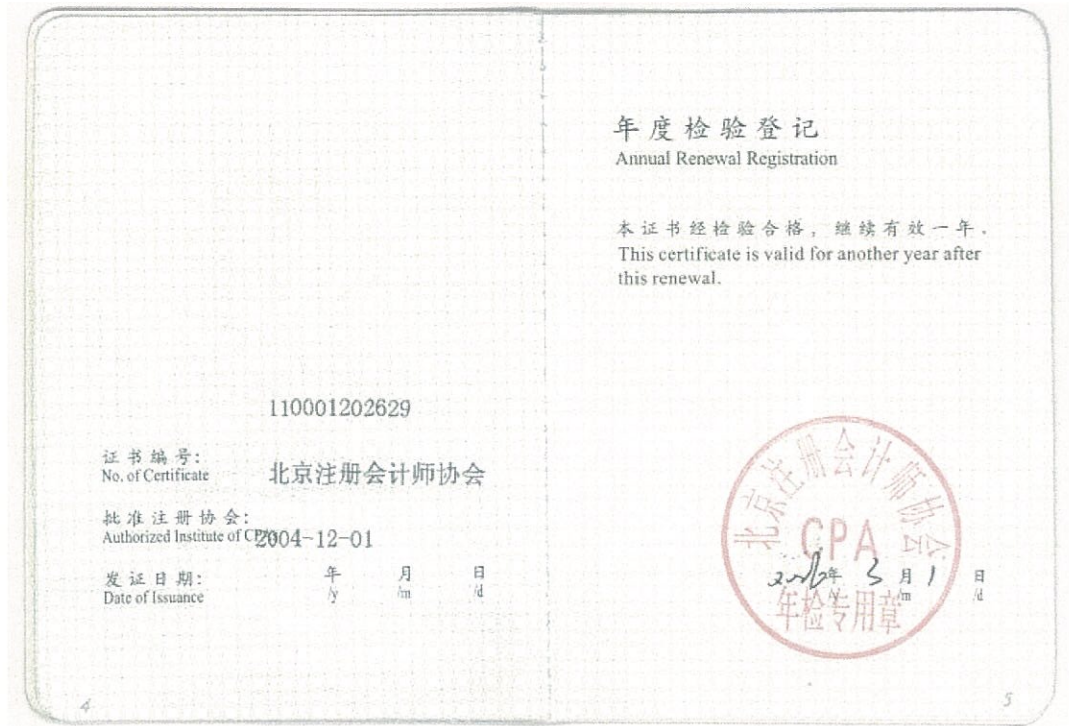 110001202629
证书编号:
No. of Certificate
北京注册会计师协会
批准注册协会:
Authorized Institute of
2004-12-01
发证日期:
Date of Issuance
年 月 日
/y /m /d
4
年度检验登记
Annual Renewal Registration
本证书经检验合格，继续有效一年.
This certificate is valid for another year after
this renewal.
北京注册会计师协会
CPA
年 3 月 1 日
/m /d
年检专用章
5